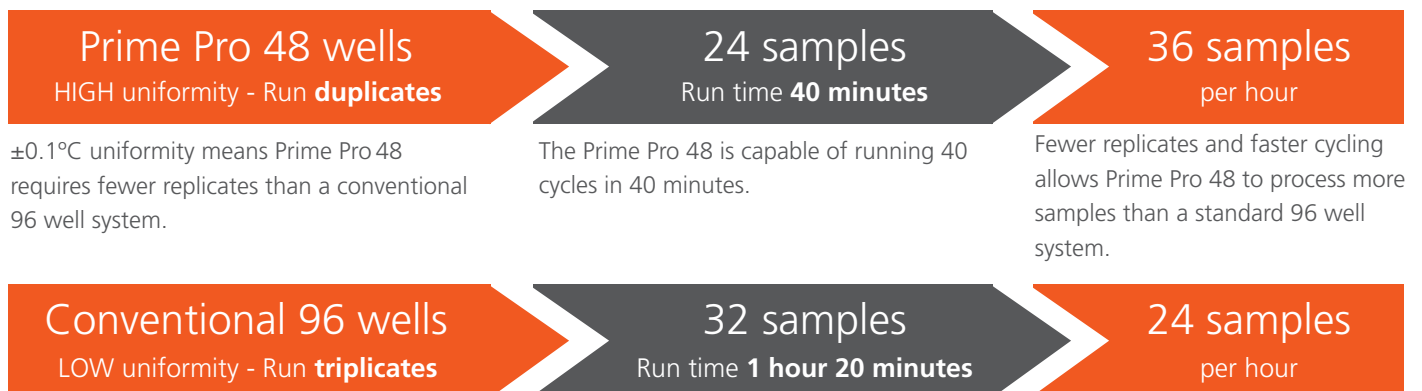 Prime Pro 48 wells
HIGH uniformity - Run duplicates
24 samples
Run time 40 minutes
36 samples
per hour
±0.1ºC uniformity means Prime Pro 48
requires fewer replicates than a conventional
96 well system.
The Prime Pro 48 is capable of running 40
cycles in 40 minutes.
Fewer replicates and faster cycling
allows Prime Pro 48 to process more
samples than a standard 96 well
system.
Conventional 96 wells
LOW uniformity - Run triplicates
32 samples
Run time 1 hour 20 minutes
24 samples
per hour